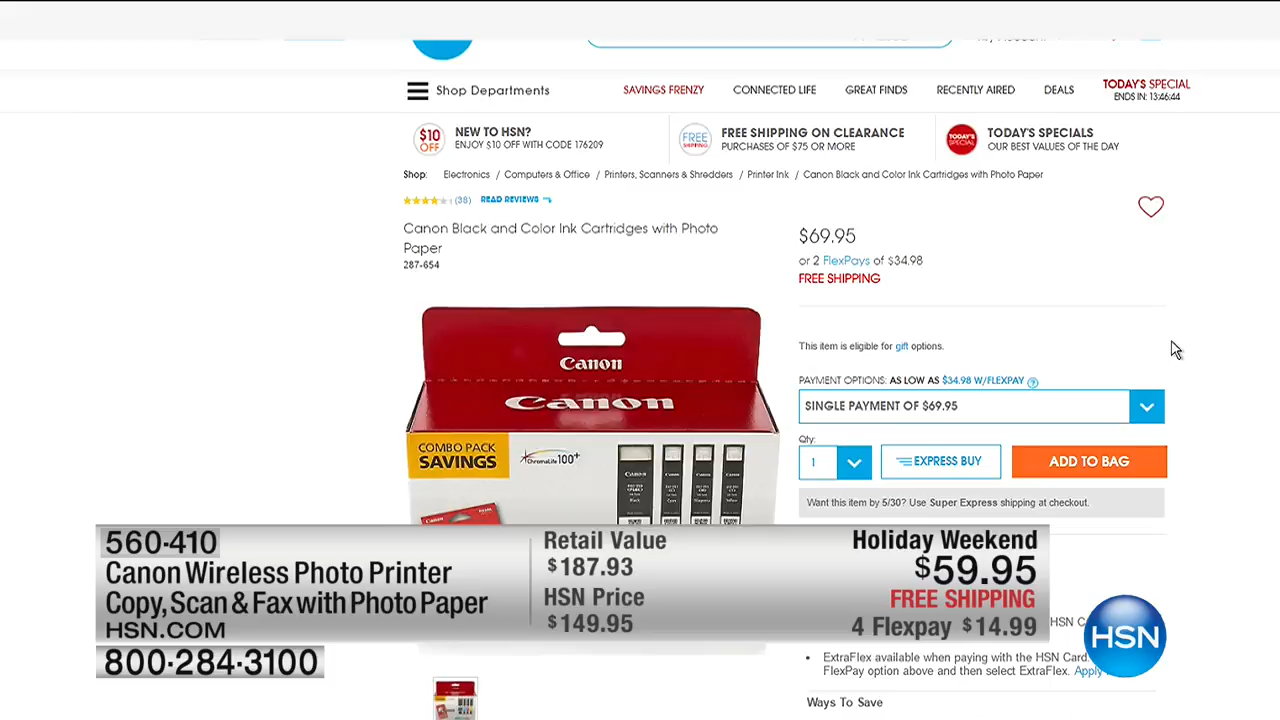 Shop Departments
SAVINGS FRENZY
CONNECTED LIFE
GREAT FINDS
RECENTLY AIRED
DEALS
TODAY'S SPECIAL
ENDS IN: 13:46:44
$10 OFF
NEW TO HSN?
ENJOY $10 OFF WITH CODE 176209
FREE SHIPPING
FREE SHIPPING ON CLEARANCE
PURCHASES OF $75 OR MORE
TODAY'S SPECIAL
TODAY'S SPECIALS
OUR BEST VALUES OF THE DAY
Shop: Electronics / Computers & Office / Printers, Scanners & Shredders / Printer Ink / Canon Black and Color Ink Cartridges with Photo Paper
(38) READ REVIEWS
Canon Black and Color Ink Cartridges with Photo
Paper
287-654
$69.95
or 2 FlexPays of $34.98
FREE SHIPPING
This item is eligible for gift options.
PAYMENT OPTIONS: AS LOW AS $34.98 W/FLEXPAY ?
SINGLE PAYMENT OF $69.95
Qty:
1
EXPRESS BUY
ADD TO BAG
Want this item by 5/30? Use Super Express shipping at checkout.
Canon
Canon
COMBO PACK
SAVINGS
ChromaLife 100+
Canon
560-410
Canon Wireless Photo Printer
Copy, Scan & Fax with Photo Paper
HSN.COM
800-284-3100
Retail Value
$187.93
HSN Price
$149.95
Holiday Weekend
$59.95
FREE SHIPPING
4 Flexpay $14.99
HSN
HSN
• ExtraFlex available when paying with the HSN Card.
FlexPay option above and then select ExtraFlex. Apply
Ways To Save